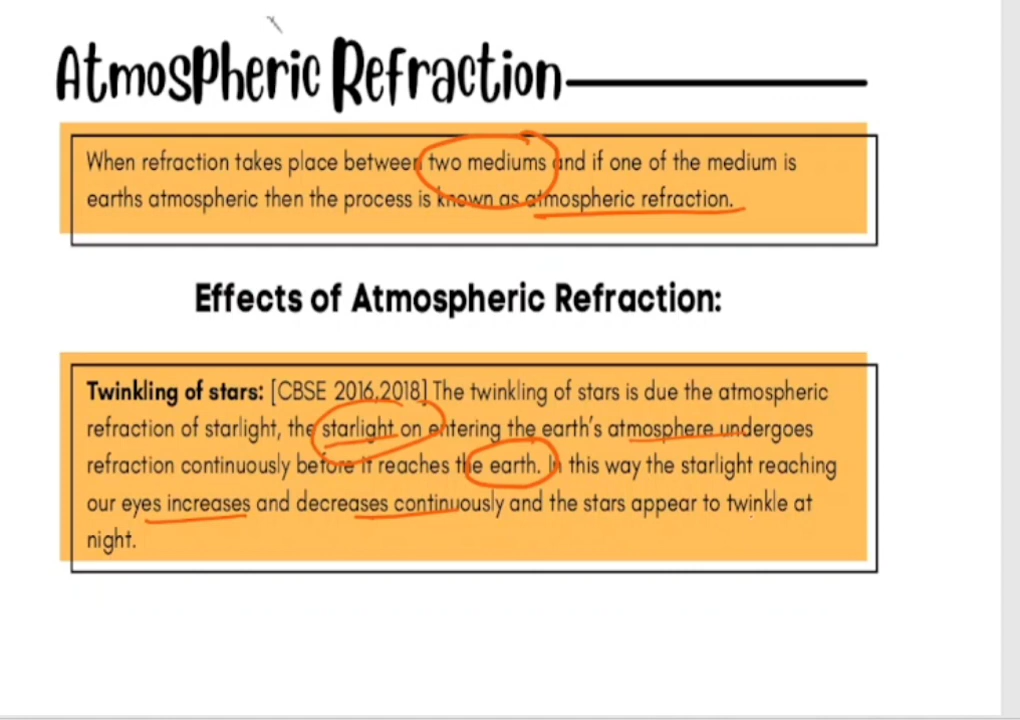 Atmospheric Refraction
When refraction takes place between two mediums and if one of the medium is
earths atmospheric then the process is known as atmospheric refraction.
Effects of Atmospheric Refraction:
Twinkling of stars: [CBSE 2016,2018] The twinkling of stars is due the atmospheric
refraction of starlight, the starlight on entering the earth's atmosphere undergoes
refraction continuously before it reaches the earth. In this way the starlight reaching
our eyes increases and decreases continuously and the stars appear to twinkle at
night.